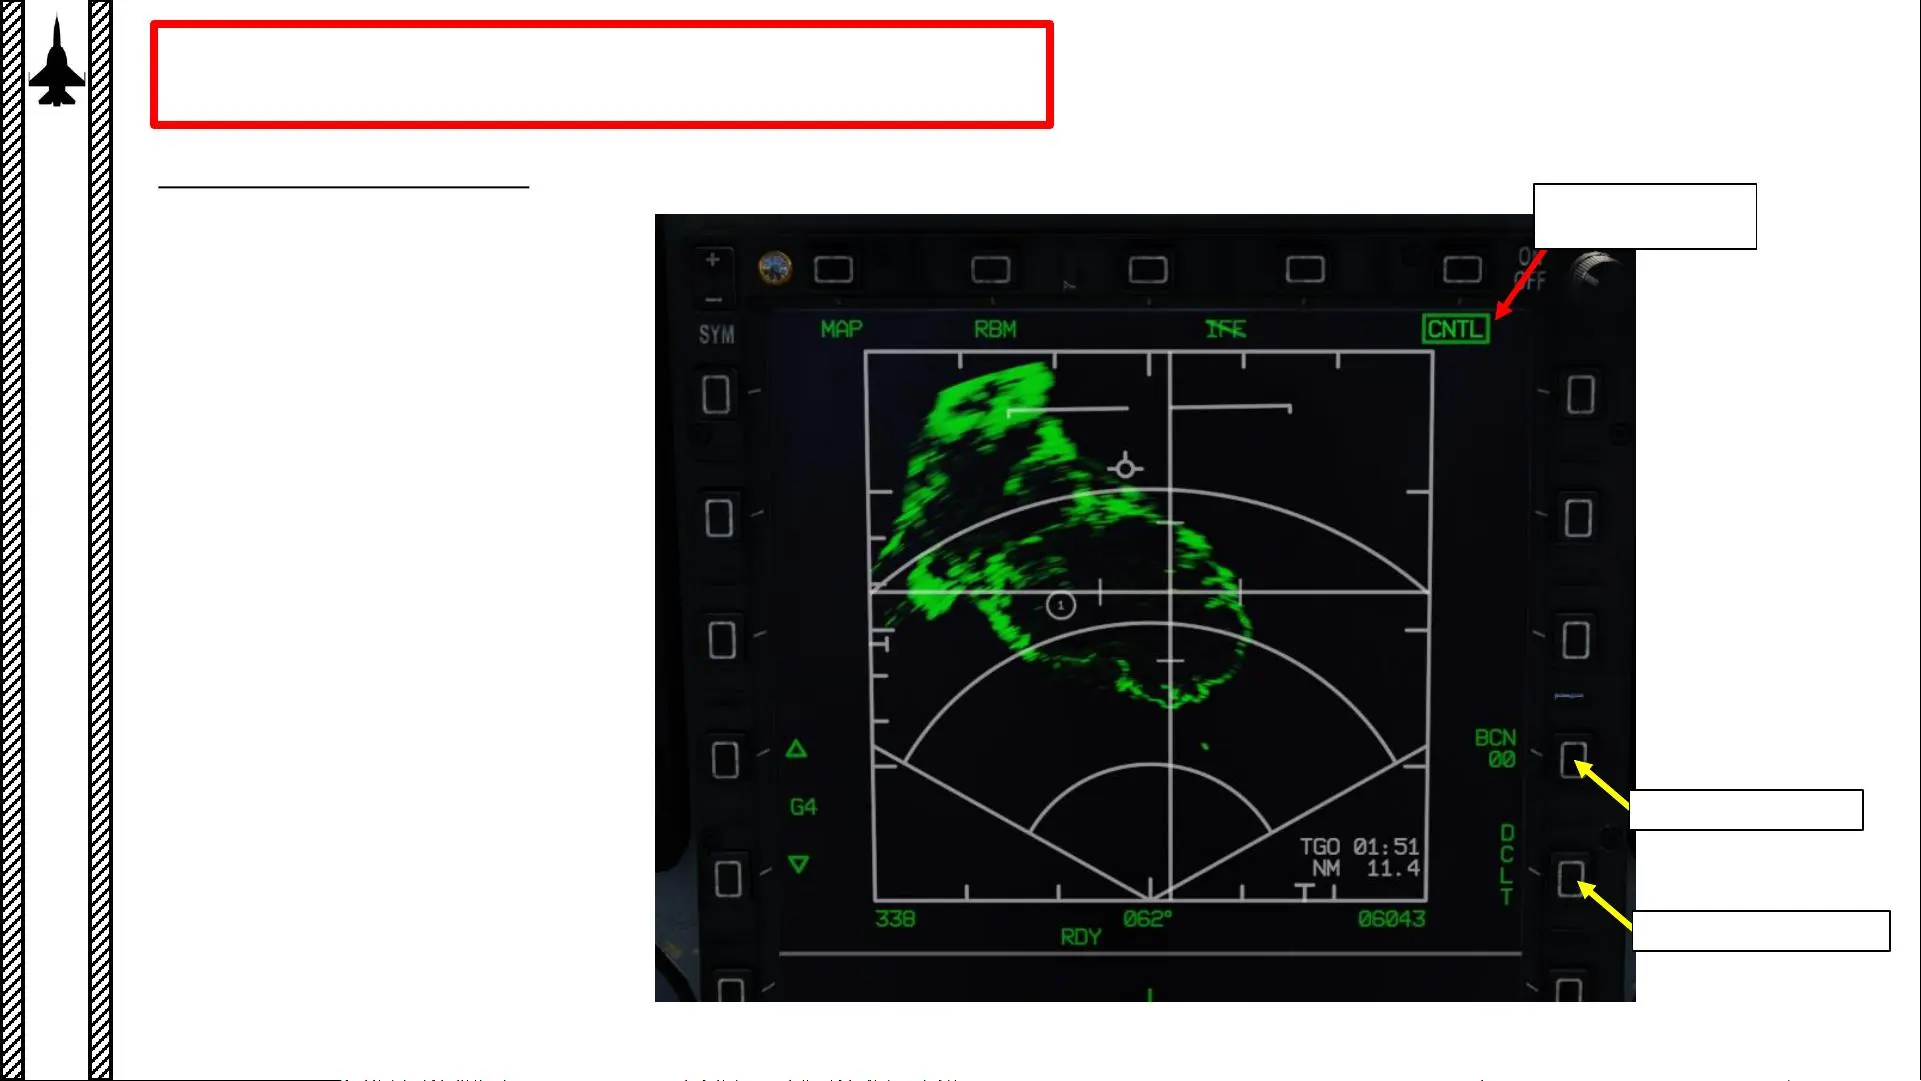 +
OFF
−
SYM
MAP RBM IFF CNTL
1
BCN
00
G4
D
C
L
T
TGO 01:51
NM 11.4
338 062° 06043
RDY